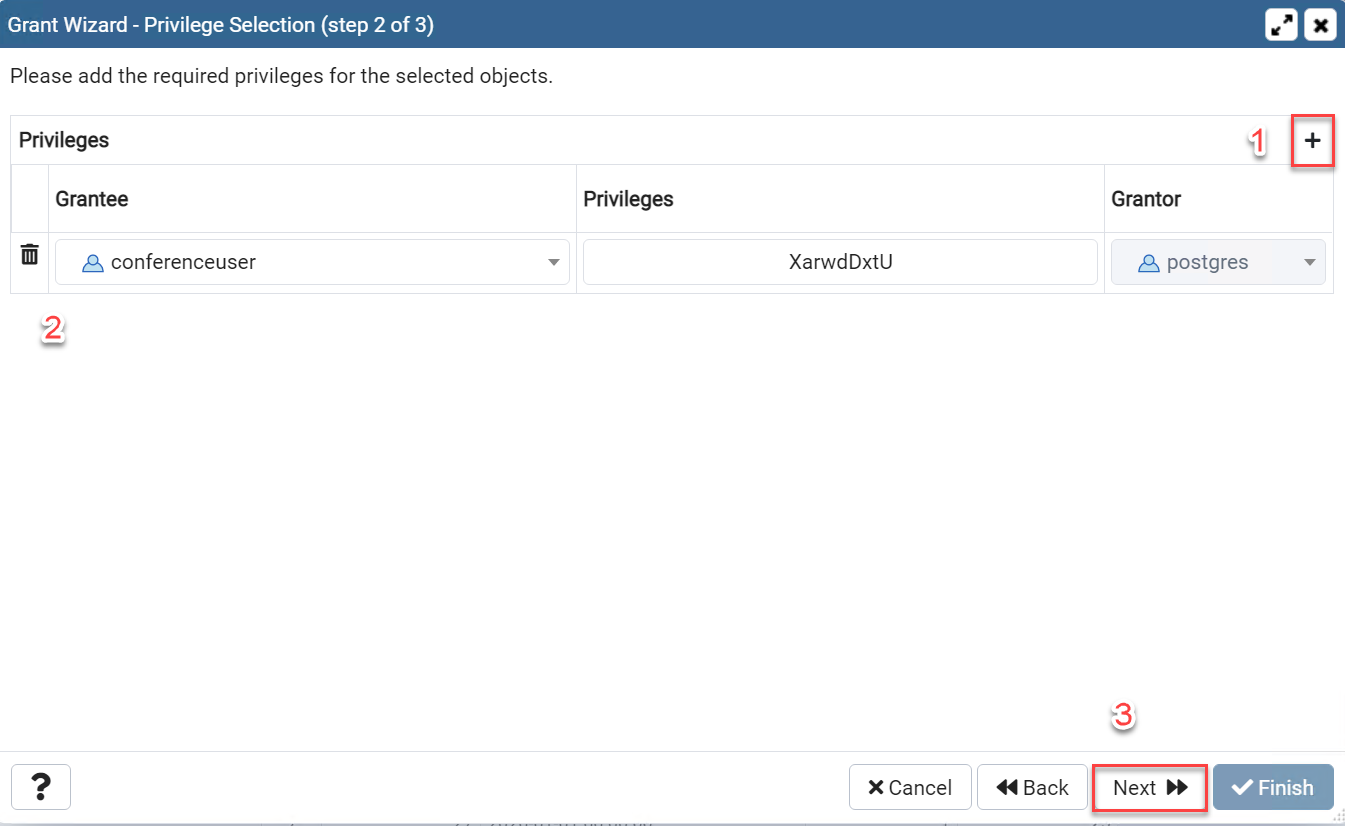 Grant Wizard - Privilege Selection (step 2 of 3)
Please add the required privileges for the selected objects.
Privileges 1 +
Grantee Privileges Grantor
conferenceuser XarwdDxtU postgres
2
3
? Cancel Back Next Finish